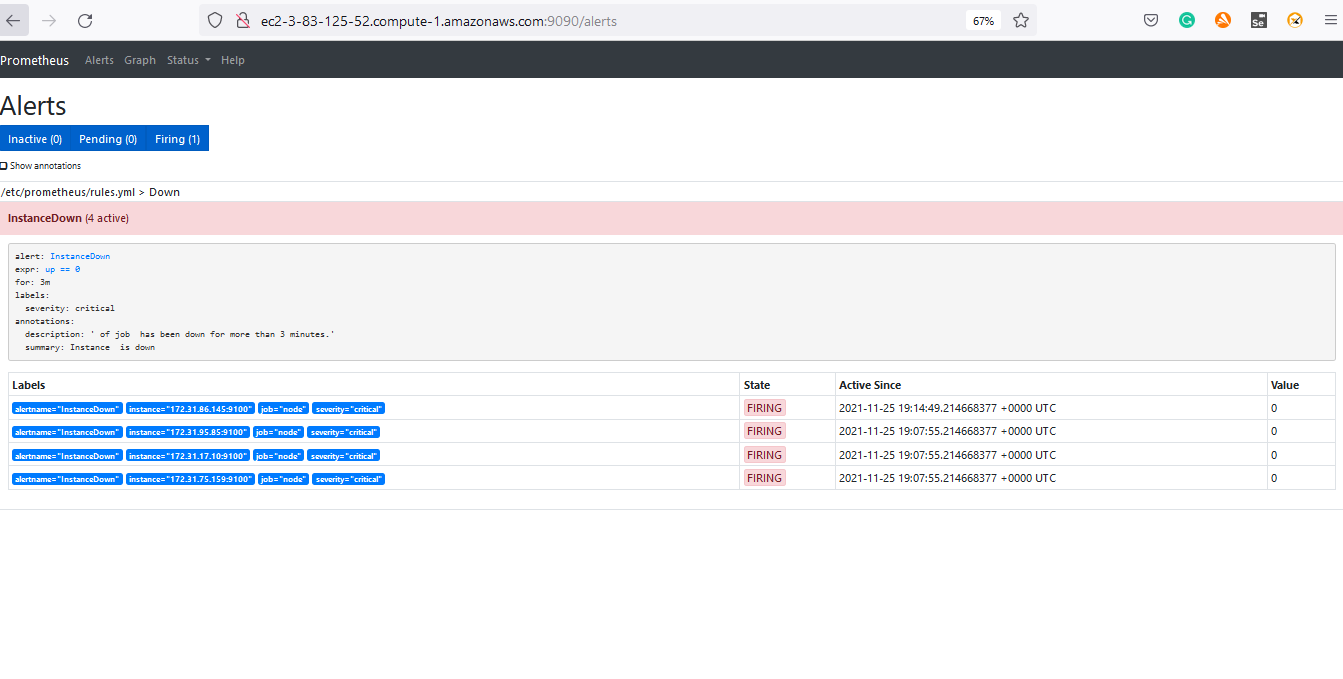 ec2-3-83-125-52.compute-1.amazonaws.com:9090/alerts 67%
Prometheus Alerts Graph Status Help
Alerts
Inactive (0) Pending (0) Firing (1)
Show annotations
/etc/prometheus/rules.yml > Down
InstanceDown (4 active)
alert: InstanceDown
expr: up == 0
for: 3m
labels:
severity: critical
annotations:
description: ' of job  has been down for more than 3 minutes.'
summary: Instance  is down
Labels State Active Since Value
alertname="InstanceDown" instance="172.31.86.145:9100" job="node" severity="critical" FIRING 2021-11-25 19:14:49.214668377 +0000 UTC 0
alertname="InstanceDown" instance="172.31.95.85:9100" job="node" severity="critical" FIRING 2021-11-25 19:07:55.214668377 +0000 UTC 0
alertname="InstanceDown" instance="172.31.17.10:9100" job="node" severity="critical" FIRING 2021-11-25 19:07:55.214668377 +0000 UTC 0
alertname="InstanceDown" instance="172.31.75.159:9100" job="node" severity="critical" FIRING 2021-11-25 19:07:55.214668377 +0000 UTC 0